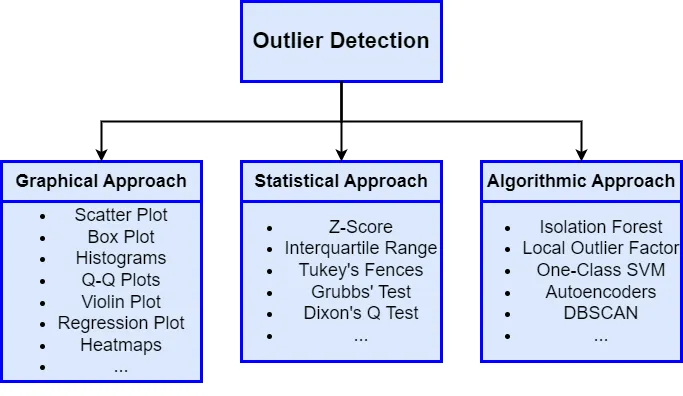 Outlier Detection
Graphical Approach
• Scatter Plot
• Box Plot
• Histograms
• Q-Q Plots
• Violin Plot
• Regression Plot
• Heatmaps
• ...
Statistical Approach
• Z-Score
• Interquartile Range
• Tukey's Fences
• Grubbs' Test
• Dixon's Q Test
• ...
Algorithmic Approach
• Isolation Forest
• Local Outlier Factor
• One-Class SVM
• Autoencoders
• DBSCAN
• ...